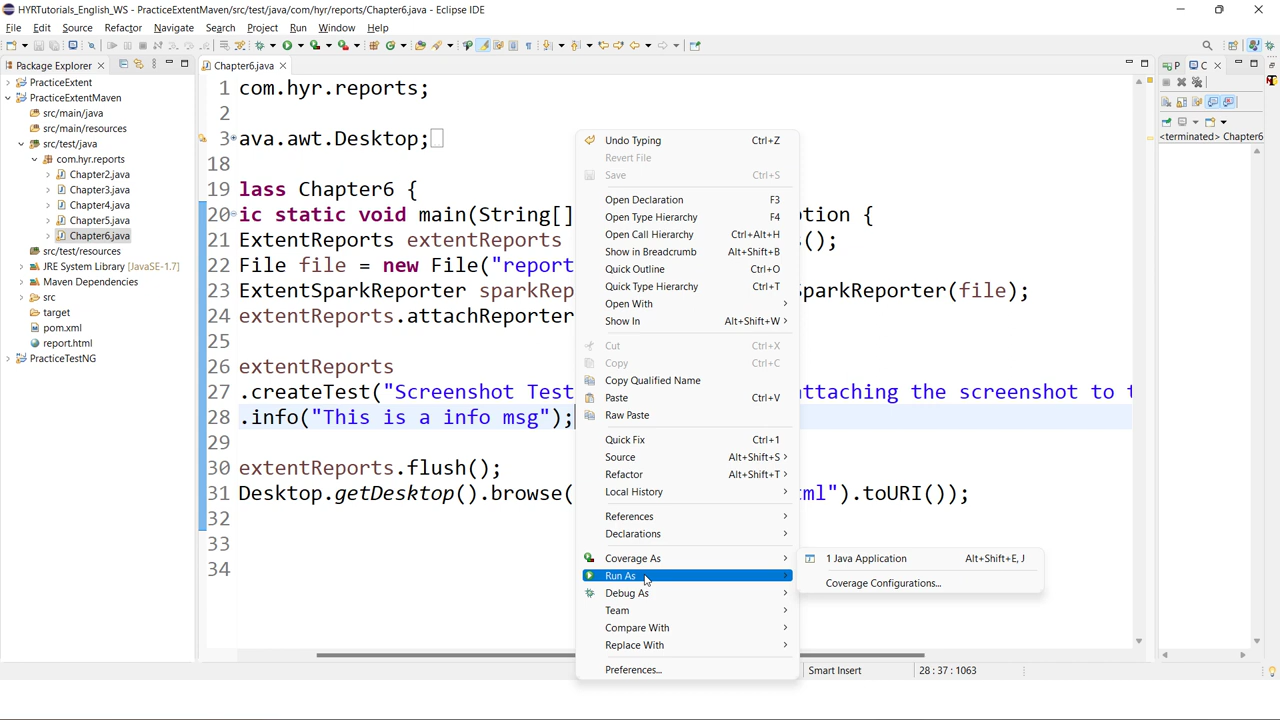 HYRTutorials_English_WS - PracticeExtentMaven/src/test/java/com/hyr/reports/Chapter6.java - Eclipse IDE
File Edit Source Refactor Navigate Search Project Run Window Help
Package Explorer
Chapter6.java
P
C
PracticeExtent
PracticeExtentMaven
src/main/java
src/main/resources
src/test/java
com.hyr.reports
Chapter2.java
Chapter3.java
Chapter4.java
Chapter5.java
Chapter6.java
src/test/resources
JRE System Library [JavaSE-1.7]
Maven Dependencies
src
target
pom.xml
report.html
PracticeTestNG
1 com.hyr.reports;
2
3 ava.awt.Desktop;
18
19 lass Chapter6 {
20 ic static void main(String[] tion {
21 ExtentReports extentReports ();
22 File file = new File("report
23 ExtentSparkReporter sparkRep parkReporter(file);
24 extentReports.attachReporter
25
26 extentReports
27 .createTest("Screenshot Test ttaching the screenshot to t
28 .info("This is a info msg");
29
30 extentReports.flush();
31 Desktop.getDesktop().browse( ml").toURI());
32
33
34
Undo Typing Ctrl+Z
Revert File
Save Ctrl+S
Open Declaration F3
Open Type Hierarchy F4
Open Call Hierarchy Ctrl+Alt+H
Show in Breadcrumb Alt+Shift+B
Quick Outline Ctrl+O
Quick Type Hierarchy Ctrl+T
Open With
Show In Alt+Shift+W
Cut Ctrl+X
Copy Ctrl+C
Copy Qualified Name
Paste Ctrl+V
Raw Paste
Quick Fix Ctrl+1
Source Alt+Shift+S
Refactor Alt+Shift+T
Local History
References
Declarations
Coverage As
Run As
Debug As
Team
Compare With
Replace With
Preferences...
1 Java Application Alt+Shift+E, J
Coverage Configurations...
<terminated> Chapter6
Smart Insert
28 : 37 : 1063